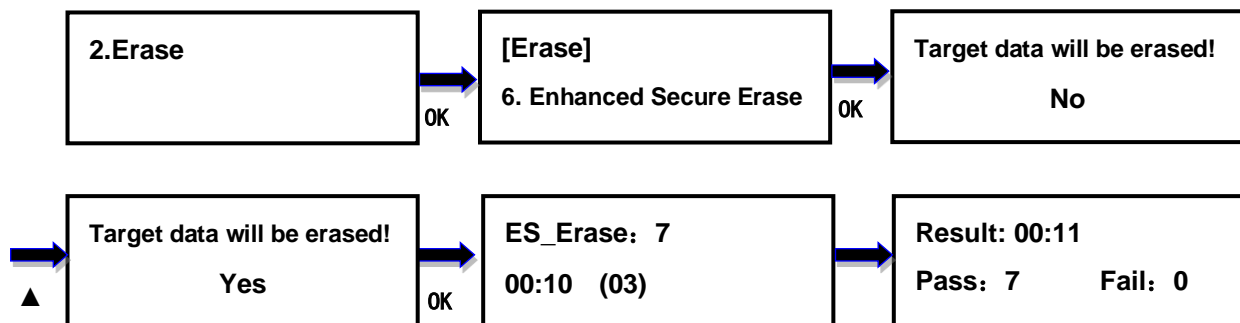 2.Erase
OK
[Erase]
6. Enhanced Secure Erase
OK
Target data will be erased!
No
▲
Target data will be erased!
Yes
OK
ES_Erase：7
00:10 (03)
Result: 00:11
Pass：7 Fail：0